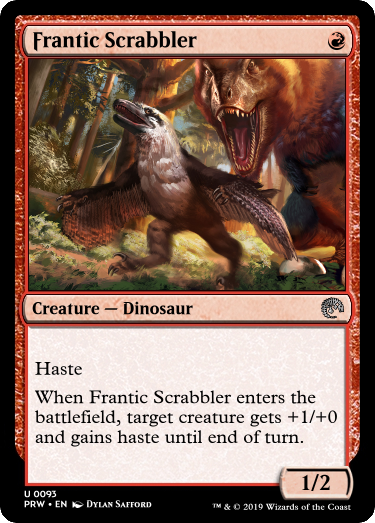 Frantic Scrabbler
Creature — Dinosaur
Haste
When Frantic Scrabbler enters the
battlefield, target creature gets +1/+0
and gains haste until end of turn.
1/2
U 0093
PRW • EN DYLAN SAFFORD
™ & © 2019 Wizards of the Coast